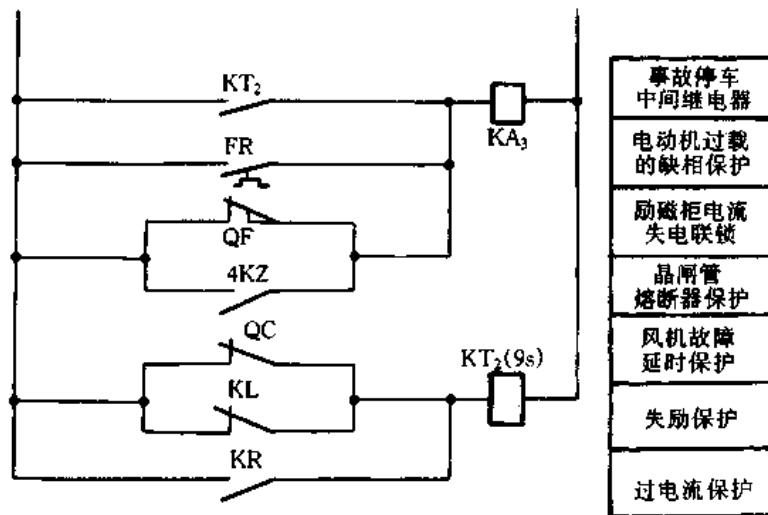 KT₂
KA₃
FR
QF
4KZ
QC
KT₂(9s)
KL
KR
事故停车
中间继电器
电动机过载
的缺相保护
励磁柜电流
失电联锁
晶闸管
熔断器保护
风机故障
延时保护
失励保护
过电流保护